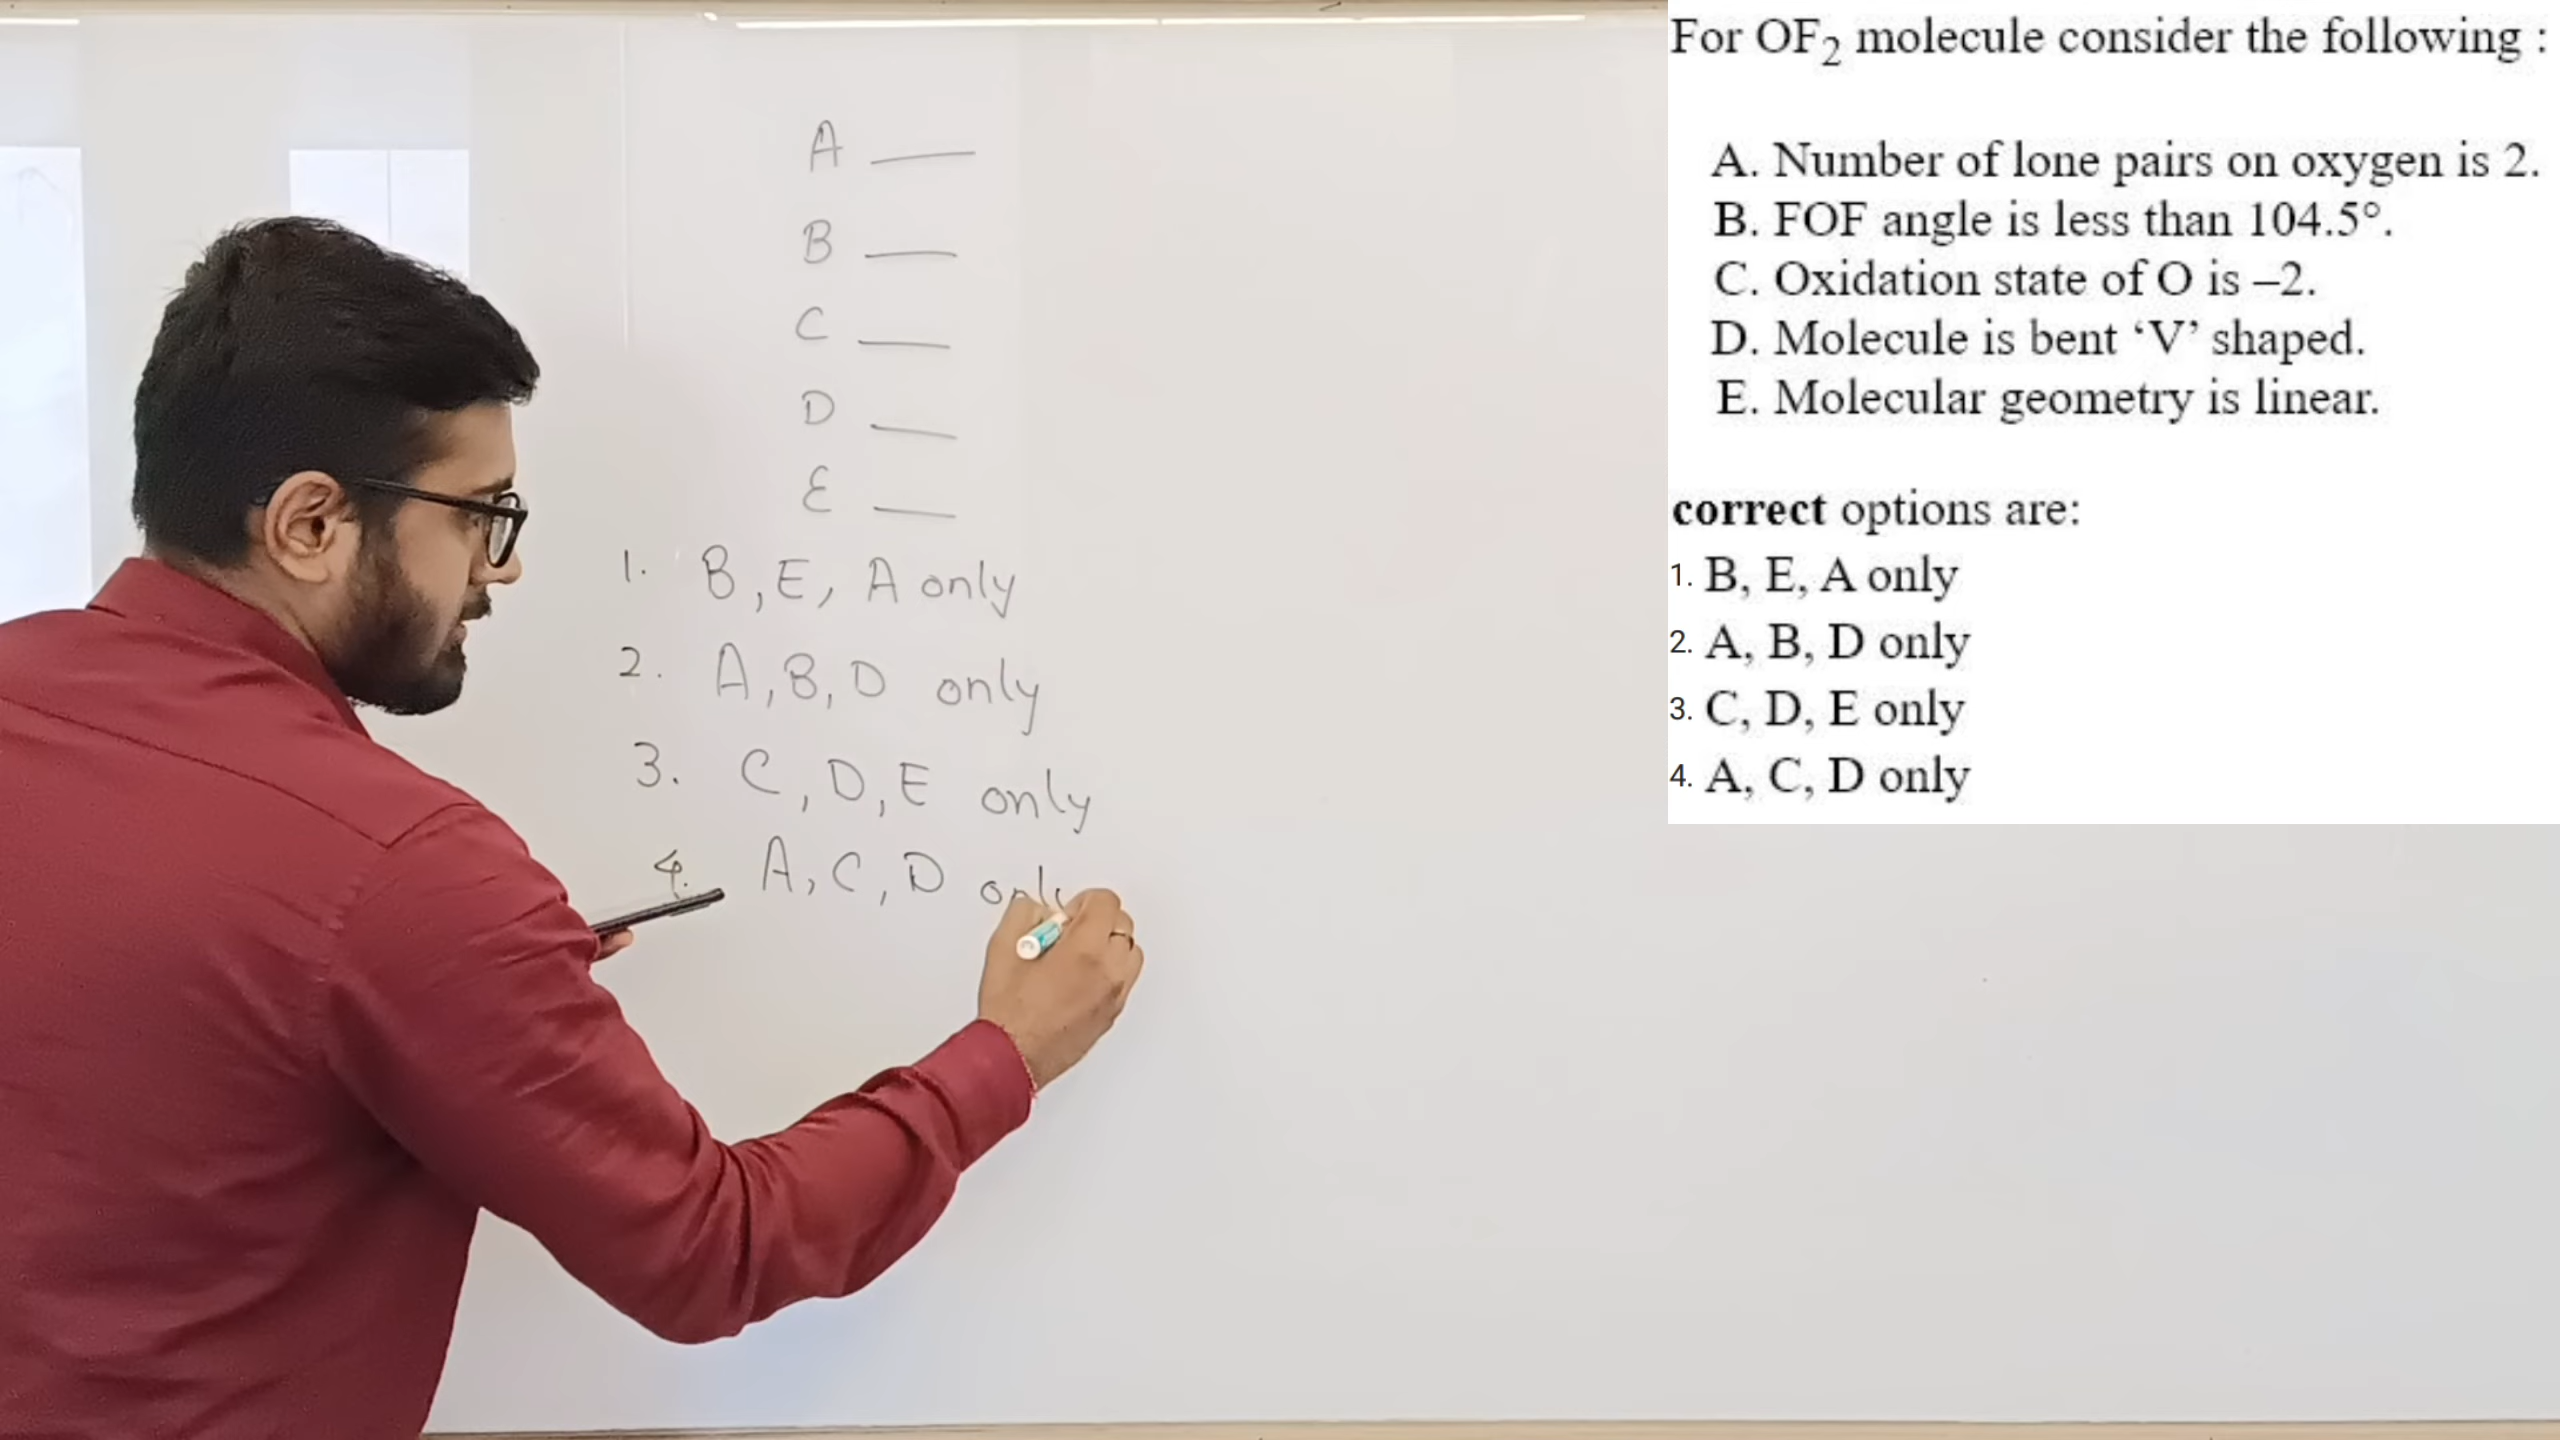 A
B
C
D
E
1. B, E, A only
2. A, B, D only
3. C, D, E only
4. A, C, D only
For OF₂ molecule consider the following :
A. Number of lone pairs on oxygen is 2.
B. FOF angle is less than 104.5°.
C. Oxidation state of O is –2.
D. Molecule is bent ‘V’ shaped.
E. Molecular geometry is linear.
correct options are:
1. B, E, A only
2. A, B, D only
3. C, D, E only
4. A, C, D only